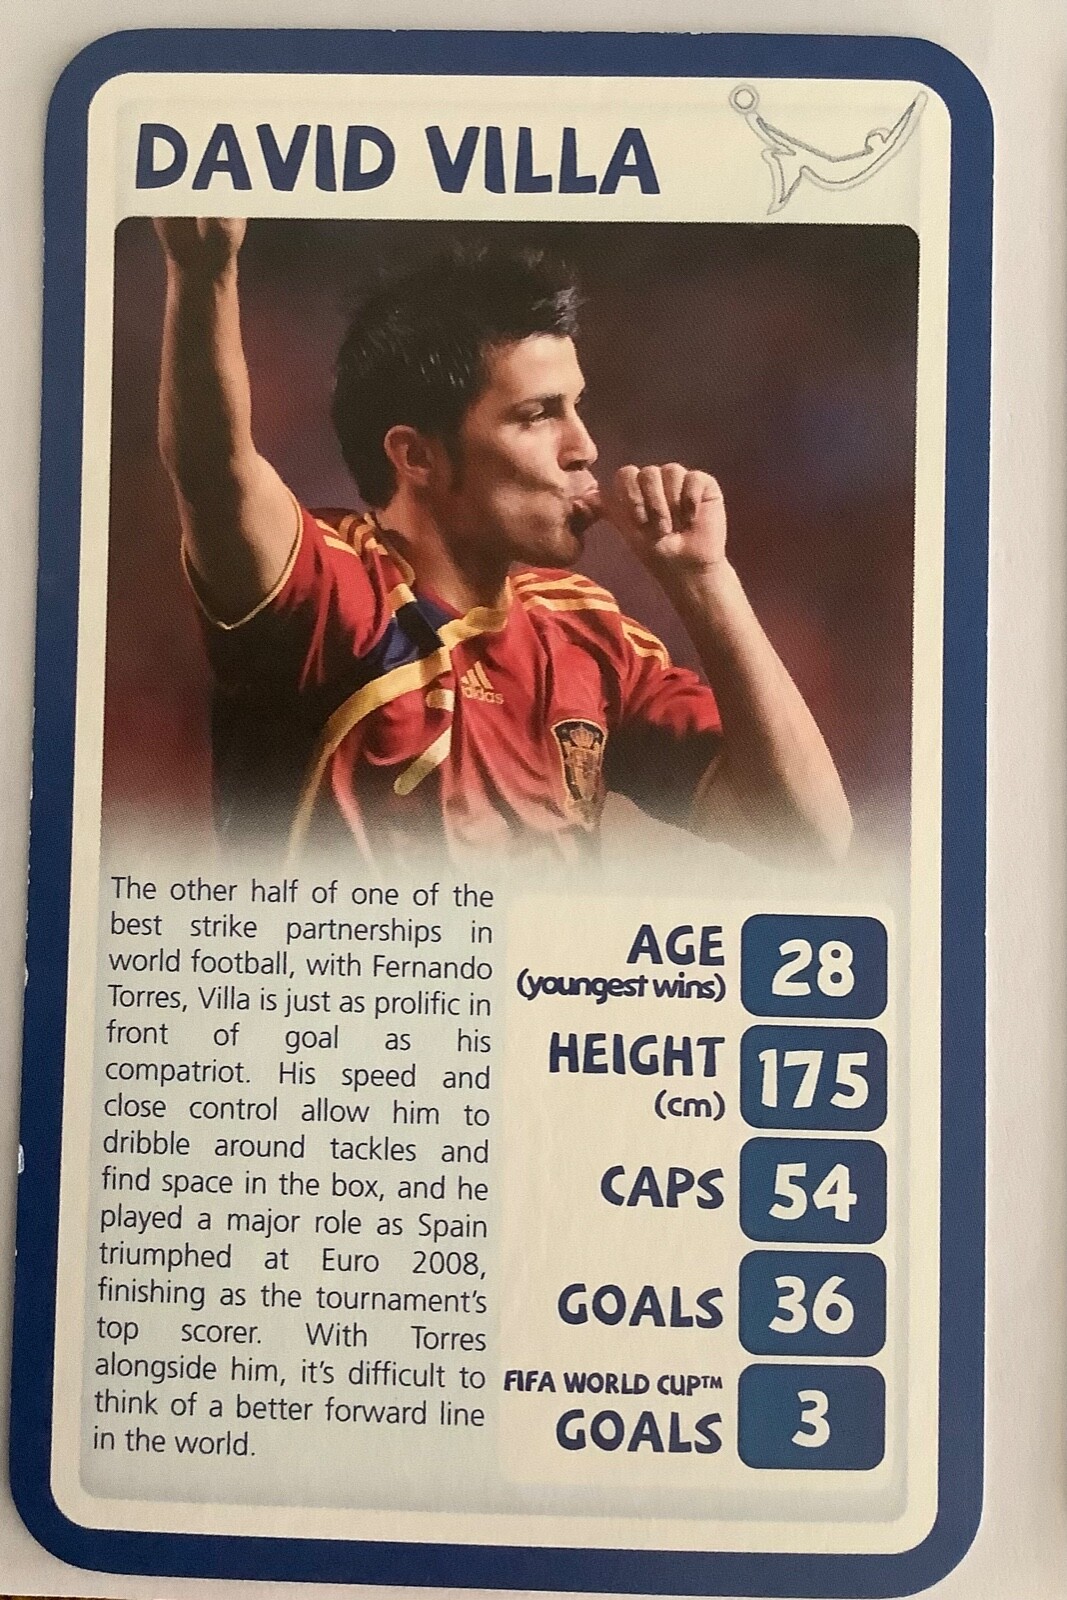 DAVID VILLA
adidas
The other half of one of the
best strike partnerships in
world football, with Fernando
Torres, Villa is just as prolific in
front of goal as his
compatriot. His speed and
close control allow him to
dribble around tackles and
find space in the box, and he
played a major role as Spain
triumphed at Euro 2008,
finishing as the tournament's
top scorer. With Torres
alongside him, it's difficult to
think of a better forward line
in the world.
AGE 28
(youngest wins)
HEIGHT 175
(cm)
CAPS 54
GOALS 36
FIFA WORLD CUP™
GOALS 3